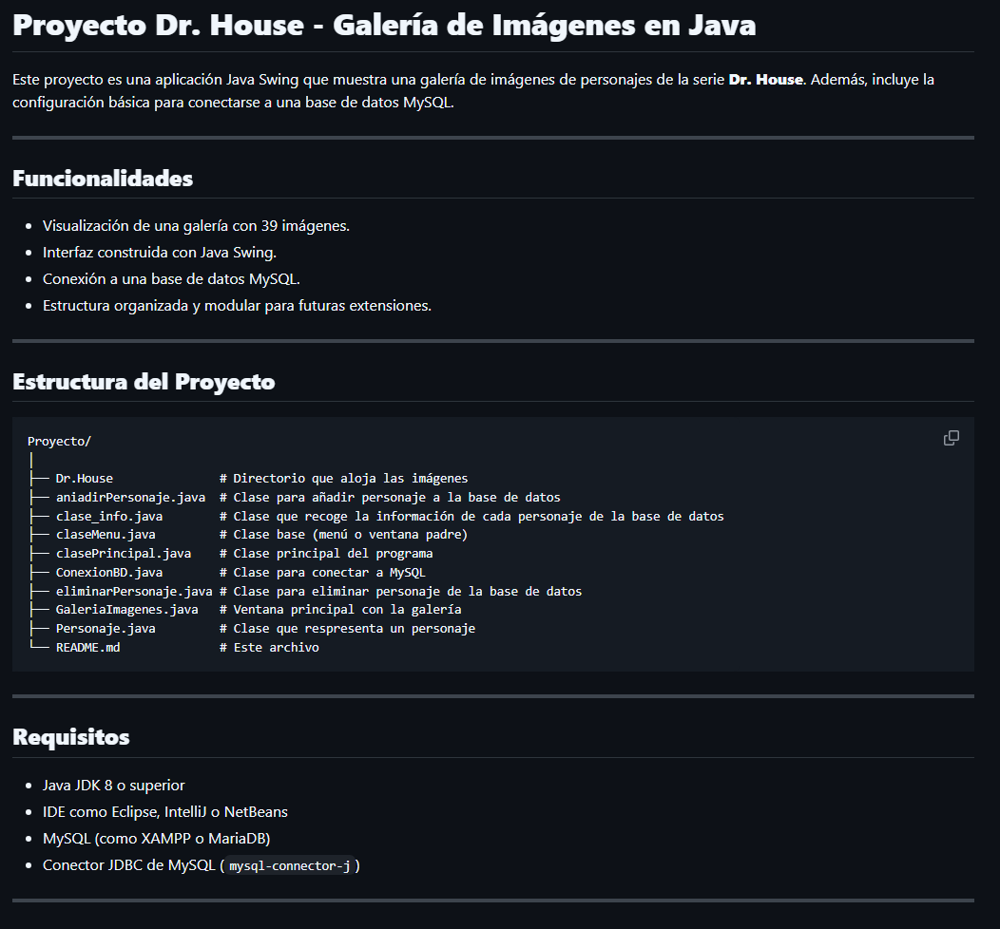 Proyecto Dr. House - Galería de Imágenes en Java
Este proyecto es una aplicación Java Swing que muestra una galería de imágenes de personajes de la serie Dr. House. Además, incluye la
configuración básica para conectarse a una base de datos MySQL.
Funcionalidades
• Visualización de una galería con 39 imágenes.
• Interfaz construida con Java Swing.
• Conexión a una base de datos MySQL.
• Estructura organizada y modular para futuras extensiones.
Estructura del Proyecto
Proyecto/
│
├── Dr.House               # Directorio que aloja las imágenes
├── aniadirPersonaje.java  # Clase para añadir personaje a la base de datos
├── clase_info.java        # Clase que recoge la información de cada personaje de la base de datos
├── claseMenu.java         # Clase base (menú o ventana padre)
├── clasePrincipal.java    # Clase principal del programa
├── ConexionBD.java        # Clase para conectar a MySQL
├── eliminarPersonaje.java # Clase para eliminar personaje de la base de datos
├── GaleriaImagenes.java   # Ventana principal con la galería
├── Personaje.java         # Clase que respresenta un personaje
└── README.md              # Este archivo
Requisitos
• Java JDK 8 o superior
• IDE como Eclipse, IntelliJ o NetBeans
• MySQL (como XAMPP o MariaDB)
• Conector JDBC de MySQL (mysql-connector-j)